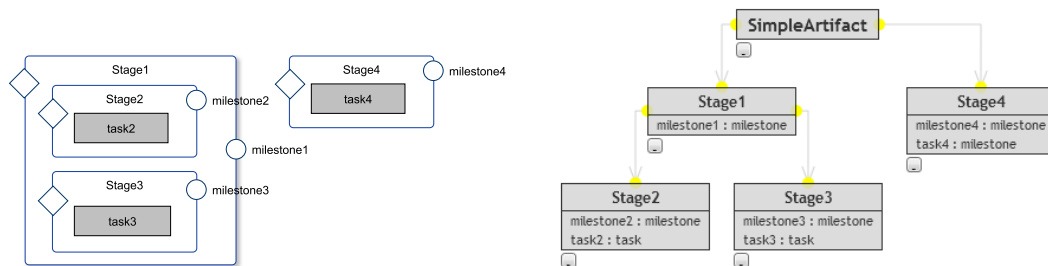 Stage1
Stage2
milestone2
task2
milestone1
Stage3
milestone3
task3
Stage4
milestone4
task4
SimpleArtifact
Stage1
milestone1 : milestone
Stage4
milestone4 : milestone
task4 : milestone
Stage2
milestone2 : milestone
task2 : task
Stage3
milestone3 : milestone
task3 : task